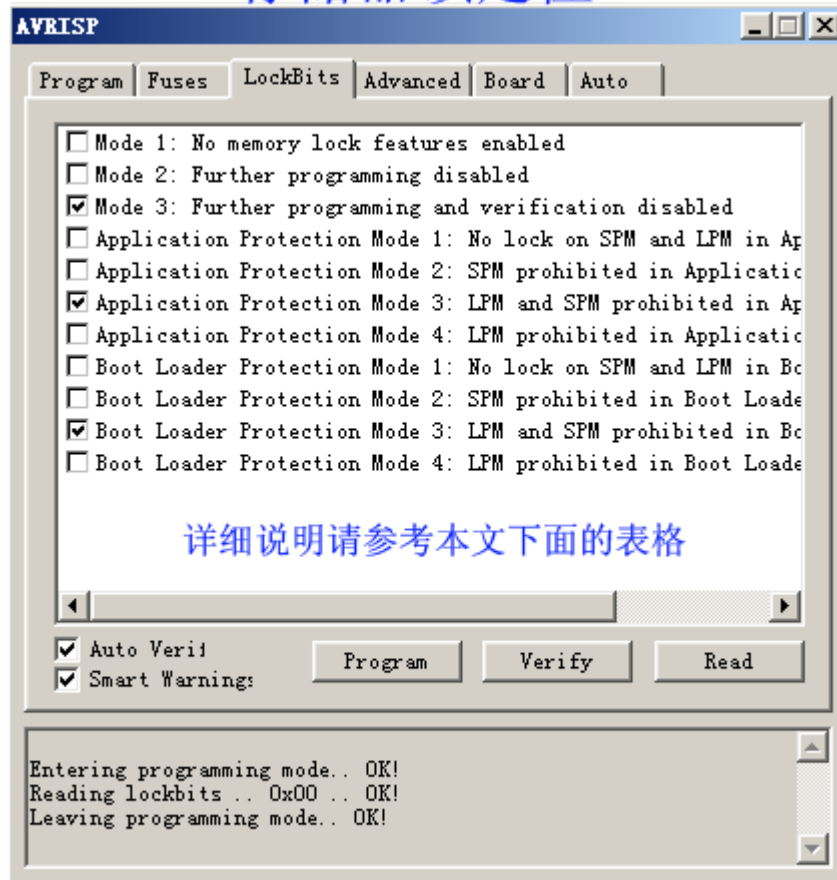 存储器锁定位
AVRISP
Program Fuses LockBits Advanced Board Auto
Mode 1: No memory lock features enabled
Mode 2: Further programming disabled
Mode 3: Further programming and verification disabled
Application Protection Mode 1: No lock on SPM and LPM in Ap
Application Protection Mode 2: SPM prohibited in Applicatic
Application Protection Mode 3: LPM and SPM prohibited in Ap
Application Protection Mode 4: LPM prohibited in Applicatic
Boot Loader Protection Mode 1: No lock on SPM and LPM in Bc
Boot Loader Protection Mode 2: SPM prohibited in Boot Loade
Boot Loader Protection Mode 3: LPM and SPM prohibited in Bc
Boot Loader Protection Mode 4: LPM prohibited in Boot Loade
详细说明请参考本文下面的表格
Auto Verif
Smart Warnings
Program Verify Read
Entering programming mode.. OK!
Reading lockbits .. 0x00 .. OK!
Leaving programming mode.. OK!